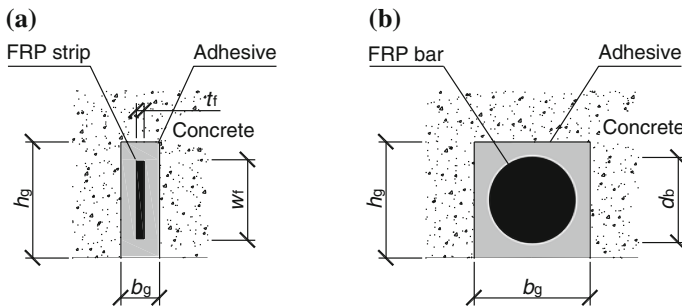 (a)
FRP strip
Adhesive
tf
Concrete
hg
wf
bg
(b)
FRP bar
Adhesive
Concrete
hg
db
bg